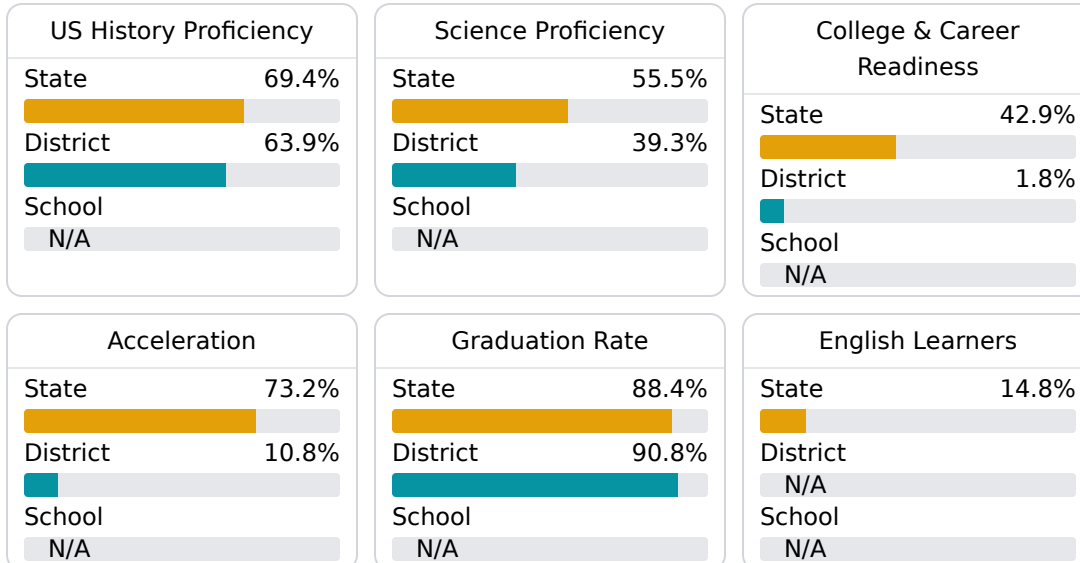 US History Proficiency
State 69.4%
District 63.9%
School
N/A
Science Proficiency
State 55.5%
District 39.3%
School
N/A
College & Career
Readiness
State 42.9%
District 1.8%
School
N/A
Acceleration
State 73.2%
District 10.8%
School
N/A
Graduation Rate
State 88.4%
District 90.8%
School
N/A
English Learners
State 14.8%
District
N/A
School
N/A